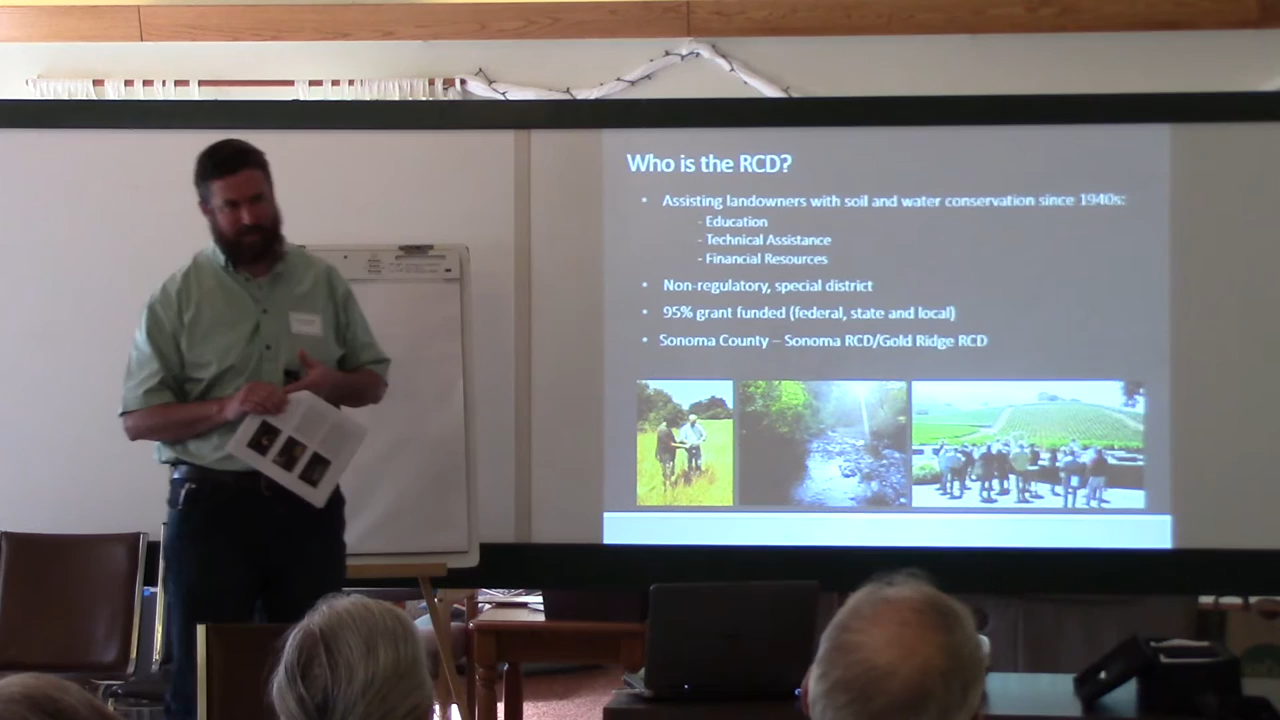 Who is the RCD?
• Assisting landowners with soil and water conservation since 1940s:
- Education
- Technical Assistance
- Financial Resources
• Non-regulatory, special district
• 95% grant funded (federal, state and local)
• Sonoma County – Sonoma RCD/Gold Ridge RCD